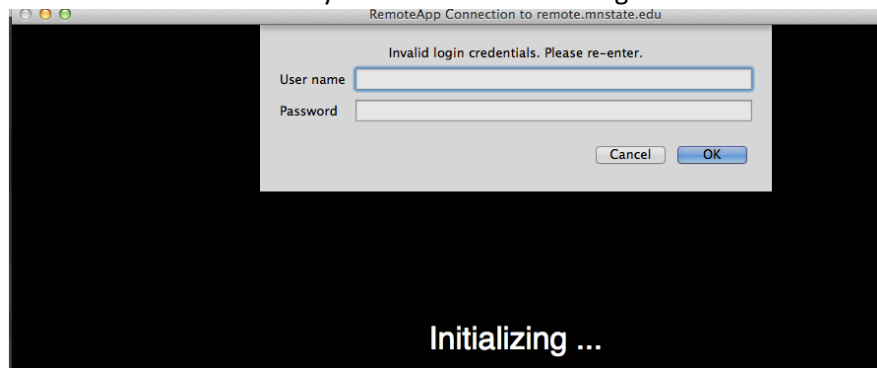 RemoteApp Connection to remote.mnstate.edu
Invalid login credentials. Please re-enter.
User name
Password
Cancel OK
Initializing ...